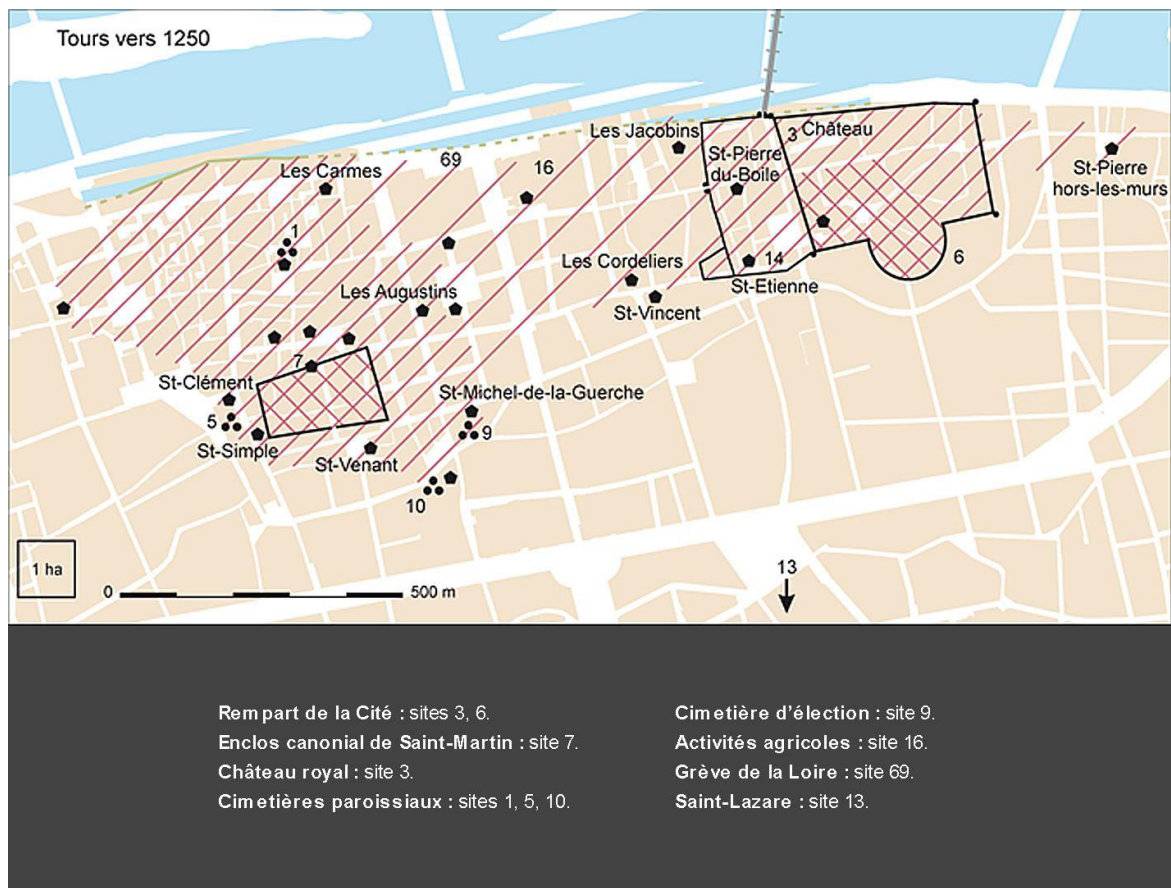 Tours vers 1250
Les Jacobins
3 Château
69
16
St-Pierre
du-Boile
St-Pierre
hors-les-murs
Les Carmes
1
Les Cordeliers
14
6
St-Etienne
Les Augustins
St-Vincent
7
St-Clément
St-Michel-de-la-Guerche
5
9
St-Simple
St-Venant
10
1 ha
13
0
500 m
Rempart de la Cité : sites 3, 6.
Enclos canonial de Saint-Martin : site 7.
Château royal : site 3.
Cimetières paroissiaux : sites 1, 5, 10.
Cimetière d'élection : site 9.
Activités agricoles : site 16.
Grève de la Loire : site 69.
Saint-Lazare : site 13.